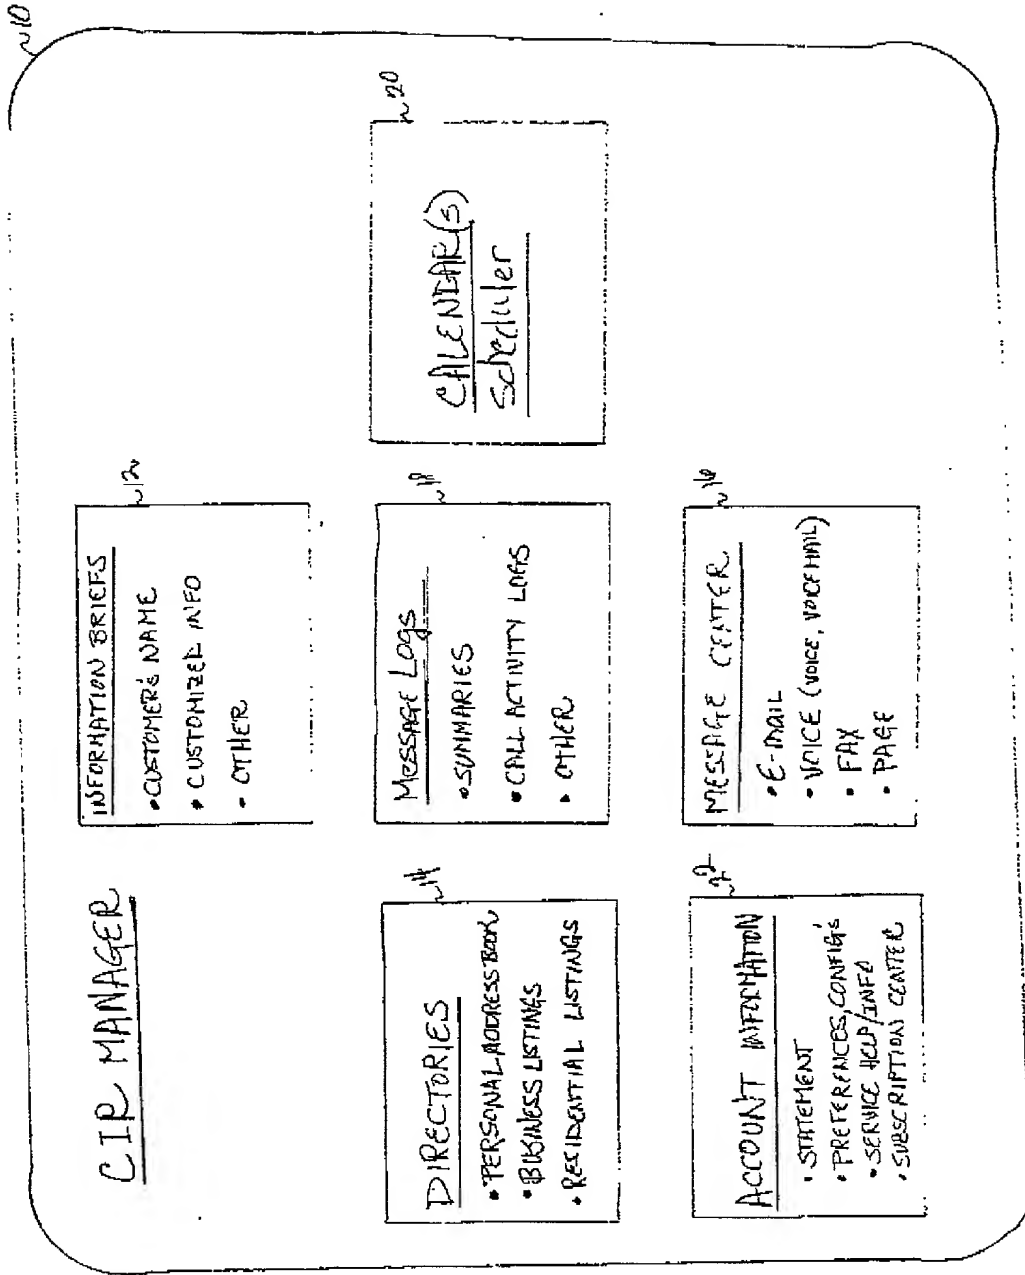 10
CIR MANAGER
INFORMATION BRIEFS
12
• CUSTOMER'S NAME
• CUSTOMIZED INFO
• OTHER
DIRECTORIES
14
• PERSONAL ADDRESS BOOK
• BUSINESS LISTINGS
• RESIDENTIAL LISTINGS
Message Logs
18
• SUMMARIES
• CALL ACTIVITY LOGS
• OTHER
CALENDAR(S)
Scheduler
20
ACCOUNT INFORMATION
22
• STATEMENT
• PREFERENCES, CONFIG'S
• SERVICE HELP/INFO
• SUBSCRIPTION CENTER
MESSAGE CENTER
16
• E-MAIL
• VOICE (VOICE, VOICEMAIL)
• FAX
• PAGE